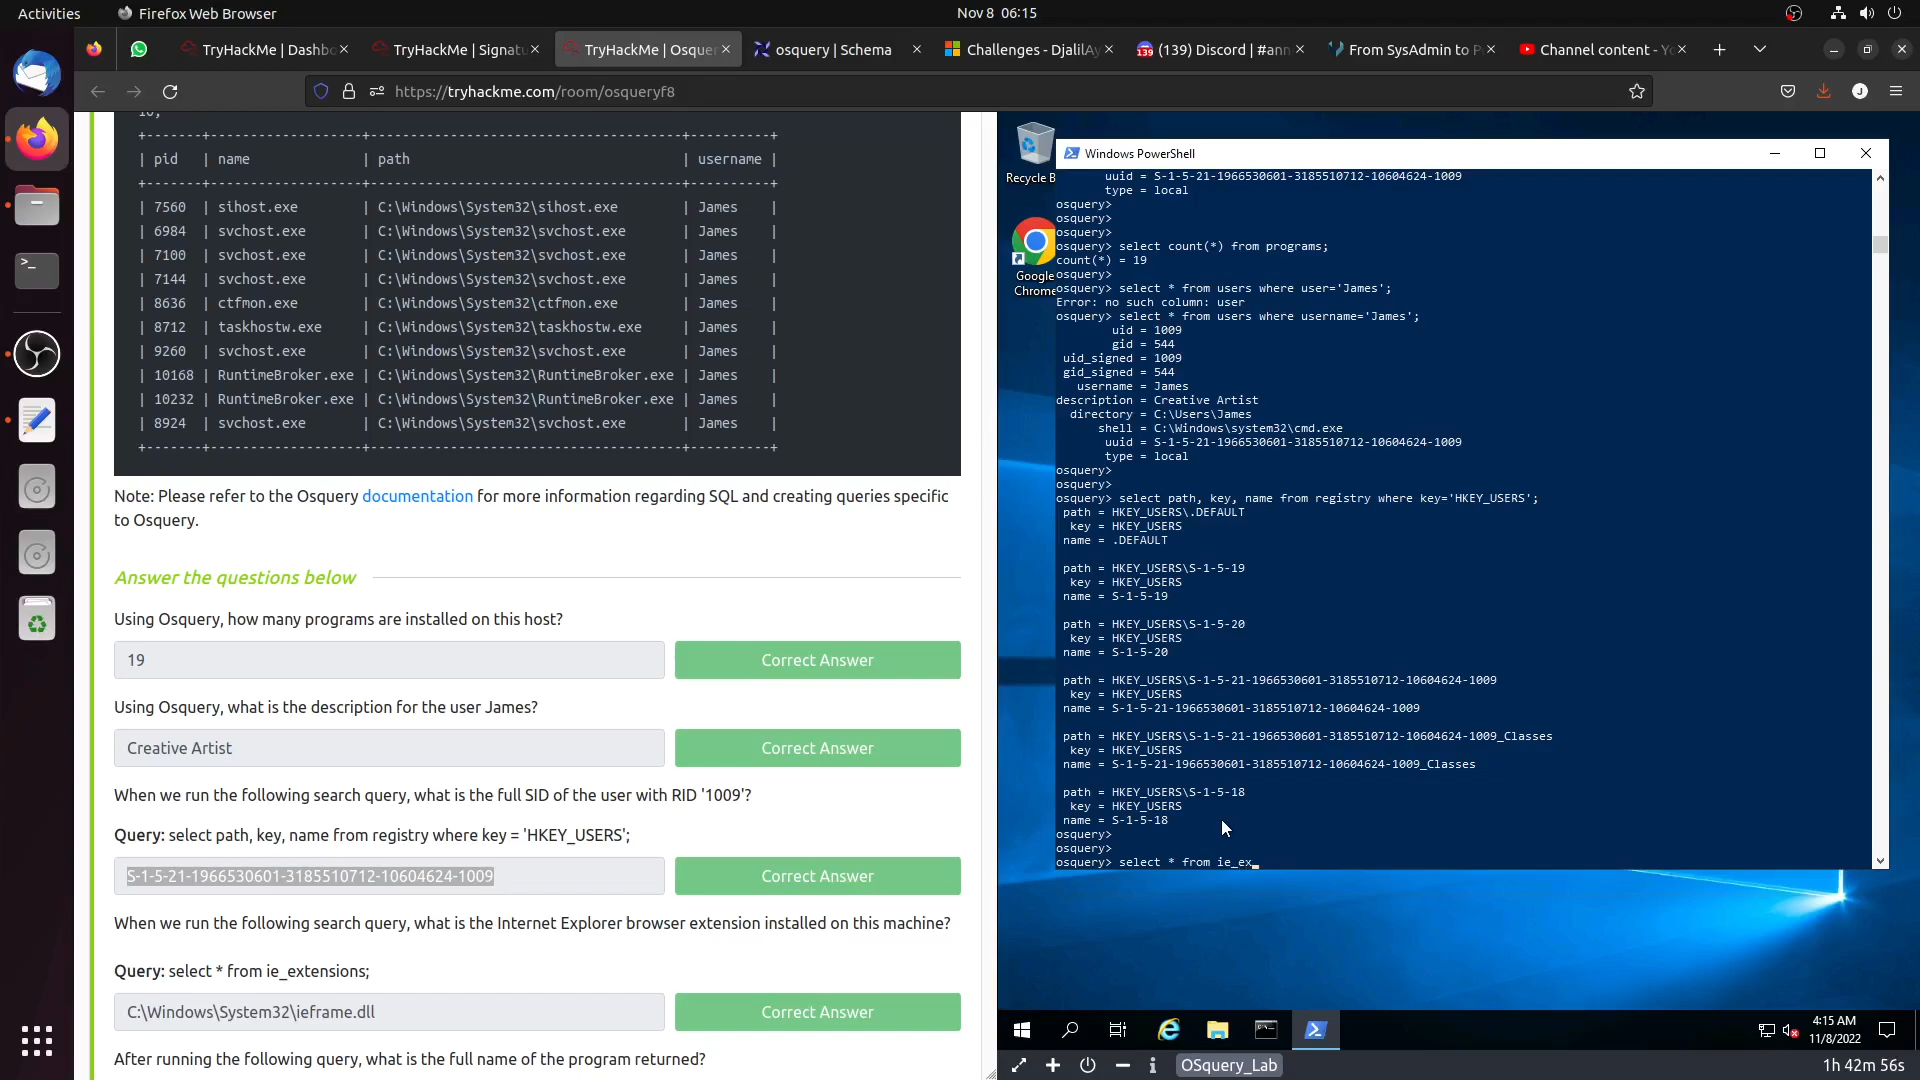 Activities
Firefox Web Browser
Nov 8 06:15
TryHackMe | Dashbo
TryHackMe | Signatu
TryHackMe | Osquer
osquery | Schema
Challenges - DjalilAy
(139) Discord | #ann
From SysAdmin to P
Channel content - Yo
https://tryhackme.com/room/osqueryf8
+-------+------------------+---------------------------------------+----------+
| pid | name | path | username |
+-------+------------------+---------------------------------------+----------+
| 7560 | sihost.exe | C:\Windows\System32\sihost.exe | James |
| 6984 | svchost.exe | C:\Windows\System32\svchost.exe | James |
| 7100 | svchost.exe | C:\Windows\System32\svchost.exe | James |
| 7144 | svchost.exe | C:\Windows\System32\svchost.exe | James |
| 8636 | ctfmon.exe | C:\Windows\System32\ctfmon.exe | James |
| 8712 | taskhostw.exe | C:\Windows\System32\taskhostw.exe | James |
| 9260 | svchost.exe | C:\Windows\System32\svchost.exe | James |
| 10168 | RuntimeBroker.exe | C:\Windows\System32\RuntimeBroker.exe | James |
| 10232 | RuntimeBroker.exe | C:\Windows\System32\RuntimeBroker.exe | James |
| 8924 | svchost.exe | C:\Windows\System32\svchost.exe | James |
+-------+------------------+---------------------------------------+----------+
Note: Please refer to the Osquery documentation for more information regarding SQL and creating queries specific
to Osquery.
Answer the questions below
Using Osquery, how many programs are installed on this host?
19
Correct Answer
Using Osquery, what is the description for the user James?
Creative Artist
Correct Answer
When we run the following search query, what is the full SID of the user with RID '1009'?
Query: select path, key, name from registry where key = 'HKEY_USERS';
S-1-5-21-1966530601-3185510712-10604624-1009
Correct Answer
When we run the following search query, what is the Internet Explorer browser extension installed on this machine?
Query: select * from ie_extensions;
C:\Windows\System32\ieframe.dll
Correct Answer
After running the following query, what is the full name of the program returned?
Recycle B
Google
Chrome
Windows PowerShell
uuid = S-1-5-21-1966530601-3185510712-10604624-1009
type = local
osquery>
osquery>
osquery>
osquery> select count(*) from programs;
count(*) = 19
osquery>
osquery> select * from users where user='James';
Error: no such column: user
osquery> select * from users where username='James';
uid = 1009
gid = 544
uid_signed = 1009
gid_signed = 544
username = James
description = Creative Artist
directory = C:\Users\James
shell = C:\Windows\system32\cmd.exe
uuid = S-1-5-21-1966530601-3185510712-10604624-1009
type = local
osquery>
osquery>
osquery> select path, key, name from registry where key='HKEY_USERS';
path = HKEY_USERS\.DEFAULT
key = HKEY_USERS
name = .DEFAULT
path = HKEY_USERS\S-1-5-19
key = HKEY_USERS
name = S-1-5-19
path = HKEY_USERS\S-1-5-20
key = HKEY_USERS
name = S-1-5-20
path = HKEY_USERS\S-1-5-21-1966530601-3185510712-10604624-1009
key = HKEY_USERS
name = S-1-5-21-1966530601-3185510712-10604624-1009
path = HKEY_USERS\S-1-5-21-1966530601-3185510712-10604624-1009_Classes
key = HKEY_USERS
name = S-1-5-21-1966530601-3185510712-10604624-1009_Classes
path = HKEY_USERS\S-1-5-18
key = HKEY_USERS
name = S-1-5-18
osquery>
osquery>
osquery> select * from ie_ex_
4:15 AM
11/8/2022
OSquery_Lab
1h 42m 56s